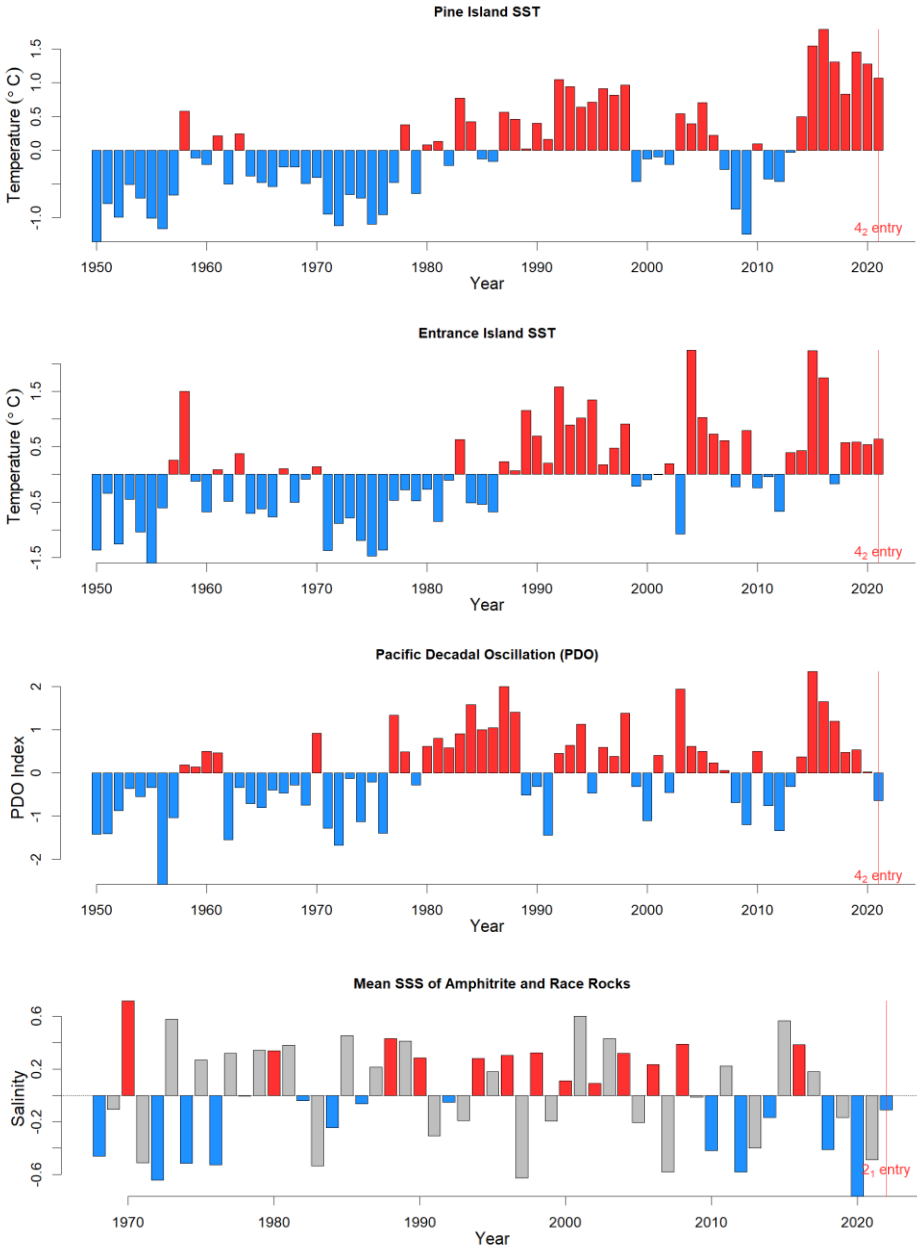 Pine Island SST
Temperature (° C)
1.5
1.0
0.5
0.0
-1.0
4₂ entry
1950 1960 1970 1980 1990 2000 2010 2020
Year
Entrance Island SST
Temperature (° C)
1.5
0.5
-0.5
-1.5
4₂ entry
1950 1960 1970 1980 1990 2000 2010 2020
Year
Pacific Decadal Oscillation (PDO)
PDO Index
2
1
0
-1
-2
4₂ entry
1950 1960 1970 1980 1990 2000 2010 2020
Year
Mean SSS of Amphitrite and Race Rocks
Salinity
0.6
0.2
-0.2
-0.6
2₁ entry
1970 1980 1990 2000 2010 2020
Year